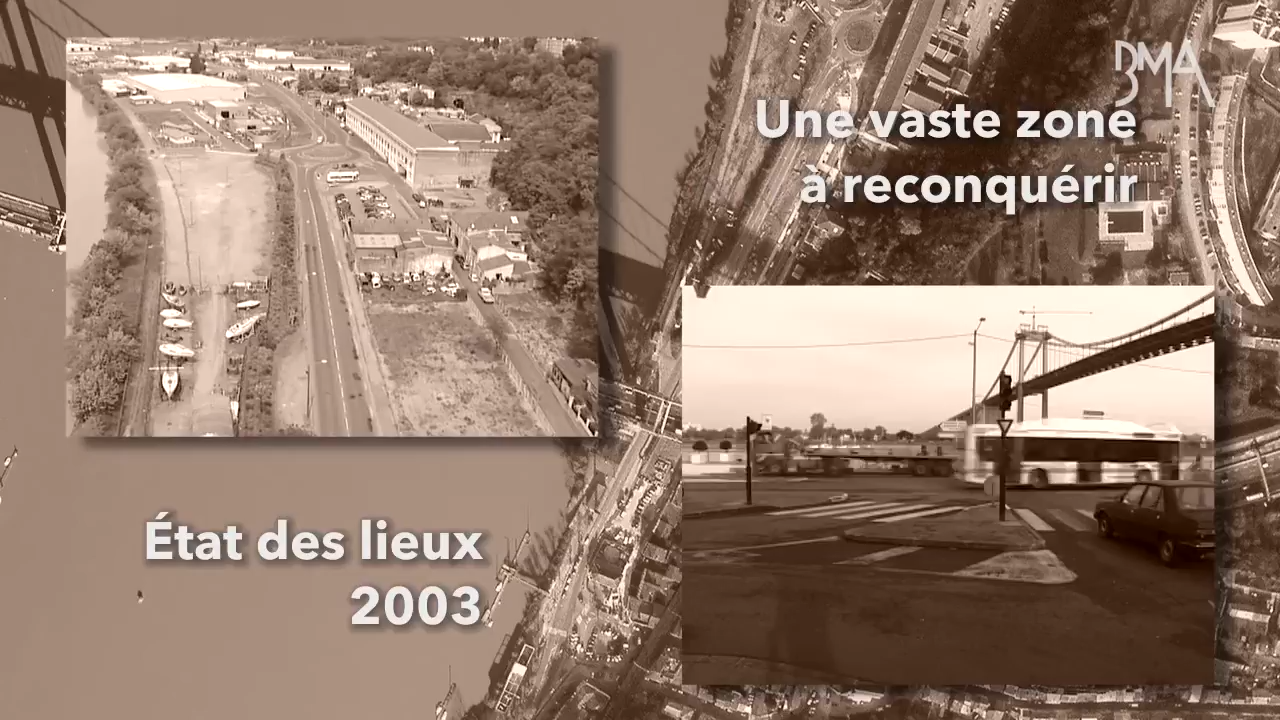 BMA
Une vaste zone
à reconquérir
État des lieux
2003